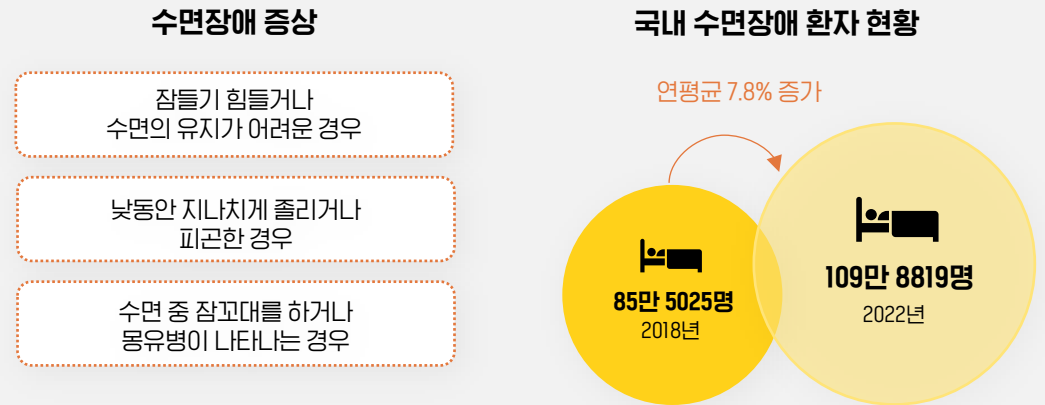 수면장애 증상
잠들기 힘들거나
수면의 유지가 어려운 경우
낮동안 지나치게 졸리거나
피곤한 경우
수면 중 잠꼬대를 하거나
몽유병이 나타나는 경우
국내 수면장애 환자 현황
연평균 7.8% 증가
85만 5025명
2018년
109만 8819명
2022년